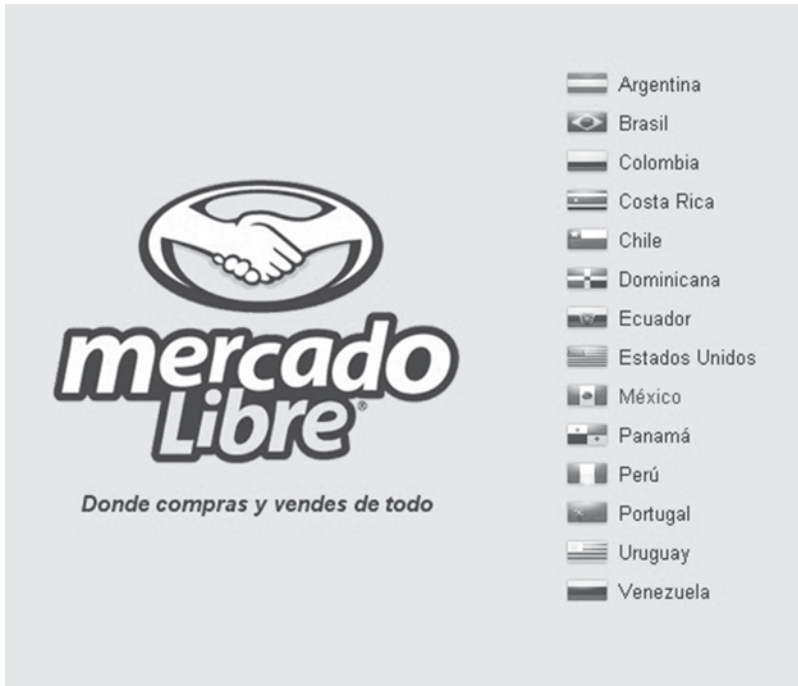 mercado
Libre®
Donde compras y vendes de todo
Argentina
Brasil
Colombia
Costa Rica
Chile
Dominicana
Ecuador
Estados Unidos
México
Panamá
Perú
Portugal
Uruguay
Venezuela